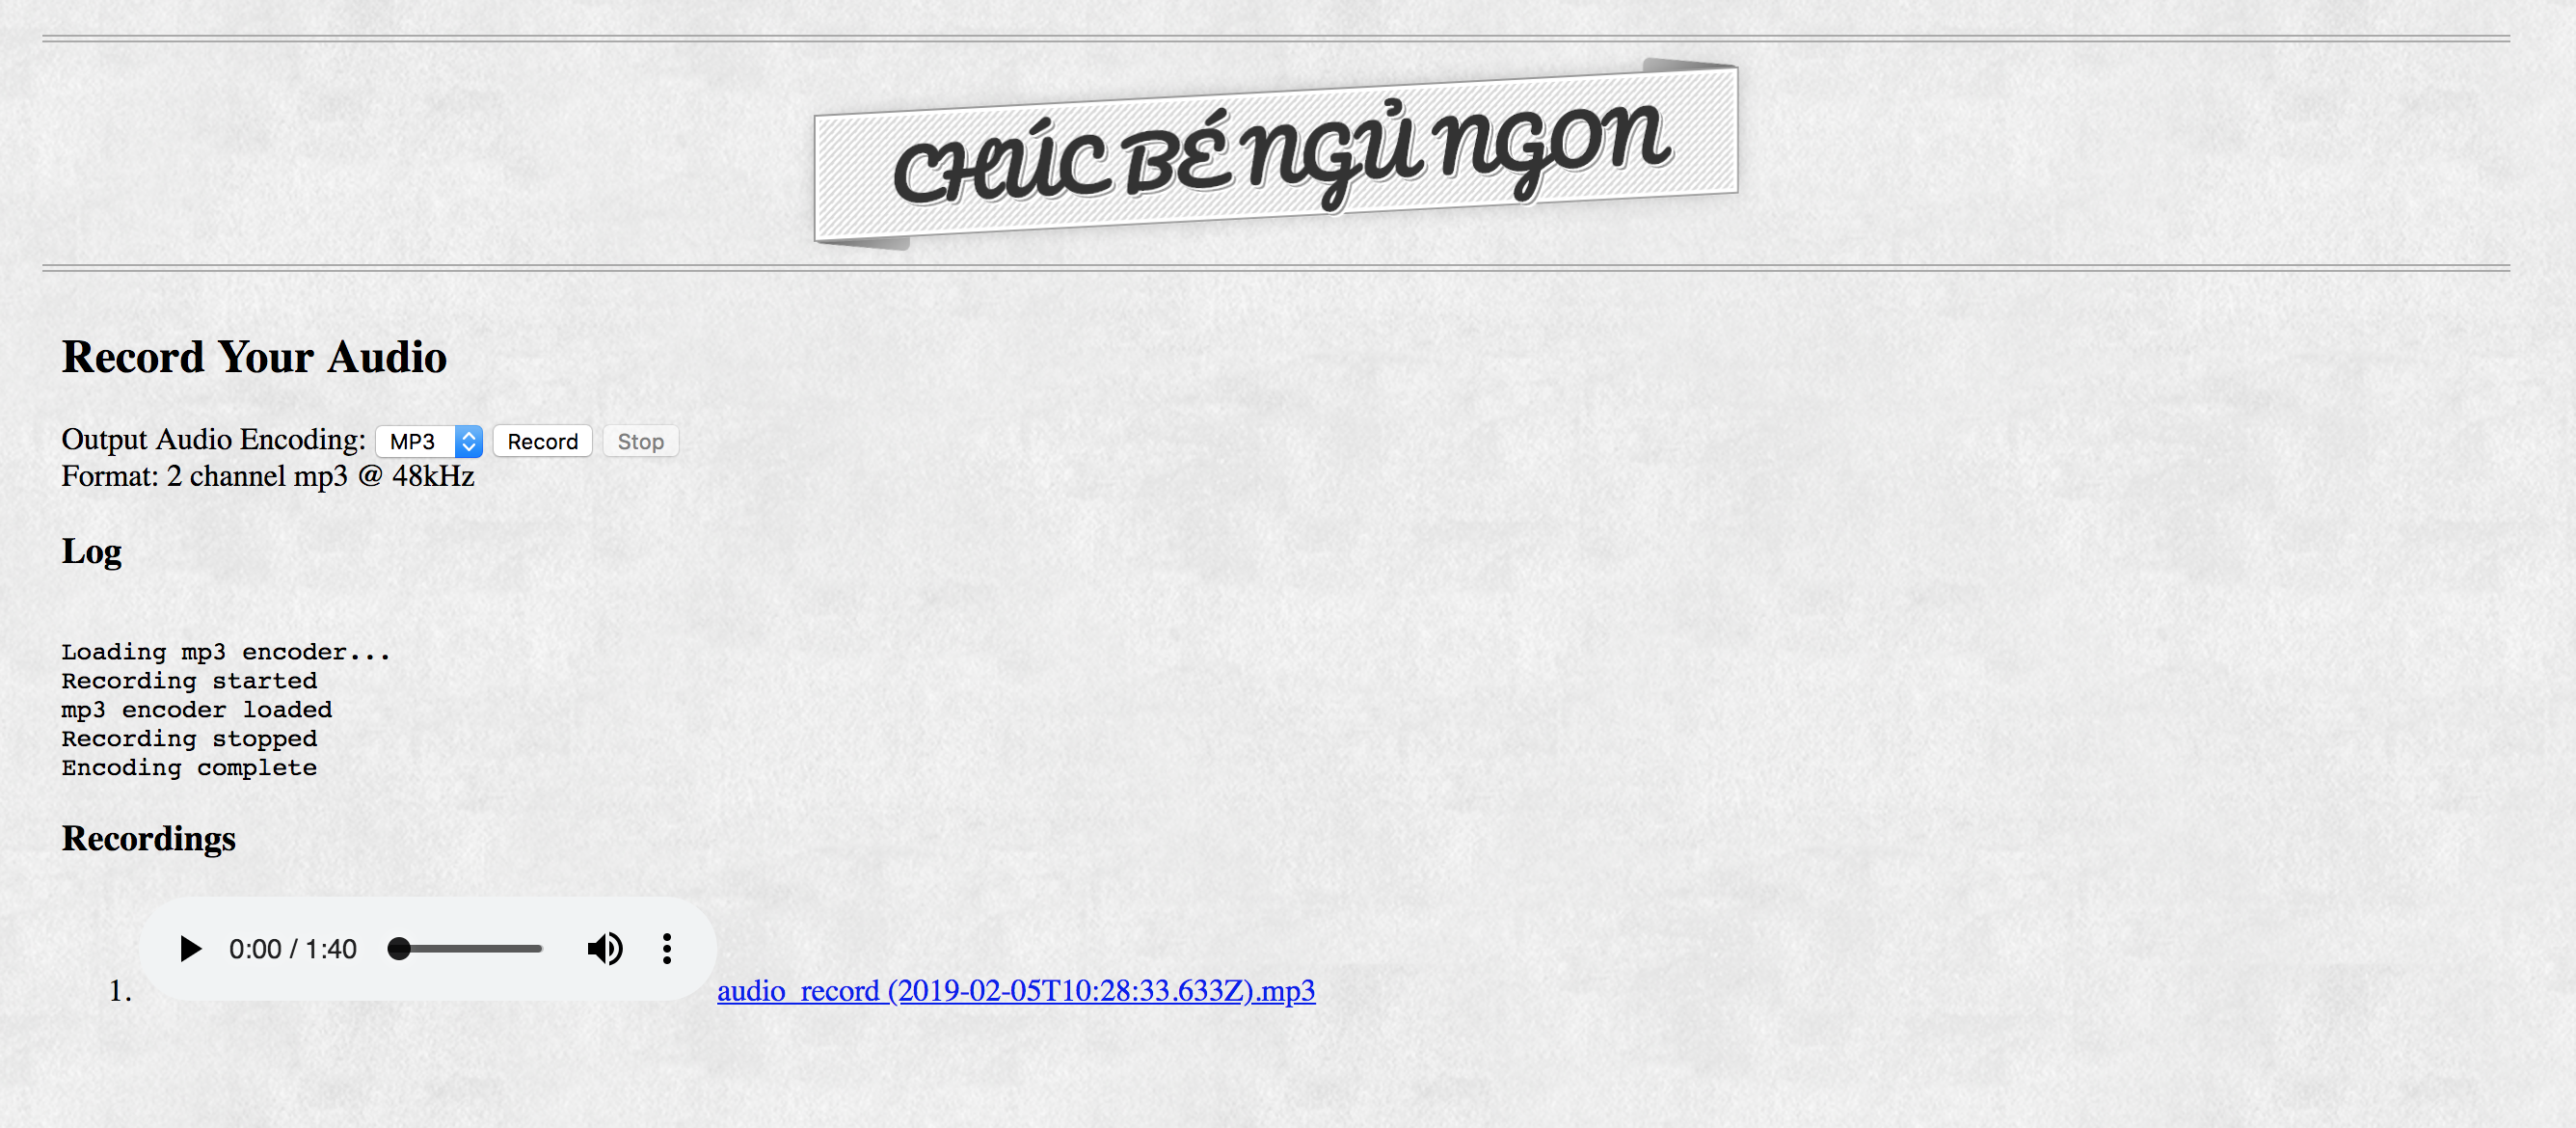 CHÚC BÉ NGỦ NGON
Record Your Audio
Output Audio Encoding: MP3 Record Stop
Format: 2 channel mp3 @ 48kHz
Log
Loading mp3 encoder...
Recording started
mp3 encoder loaded
Recording stopped
Encoding complete
Recordings
0:00 / 1:40
1. audio_record (2019-02-05T10:28:33.633Z).mp3